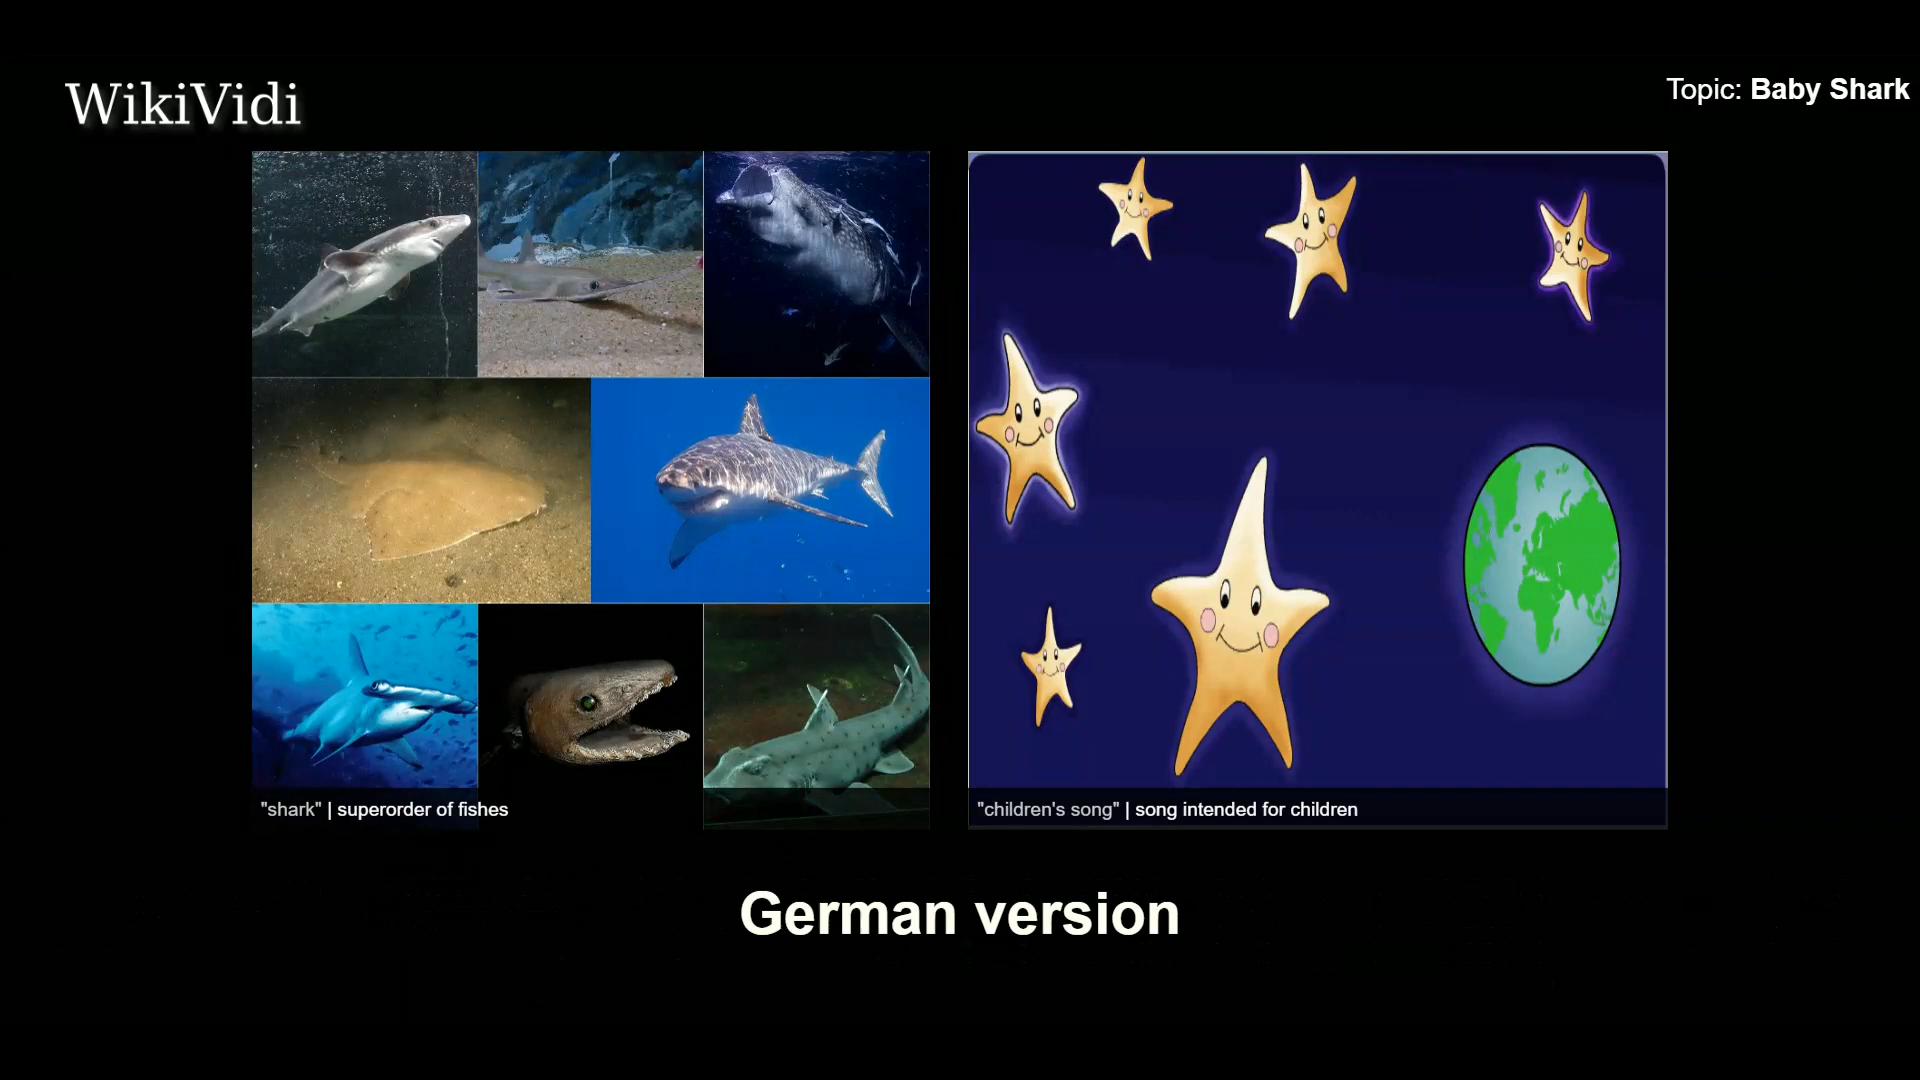 WikiVidi
Topic: Baby Shark
"shark" | superorder of fishes
"children's song" | song intended for children
German version